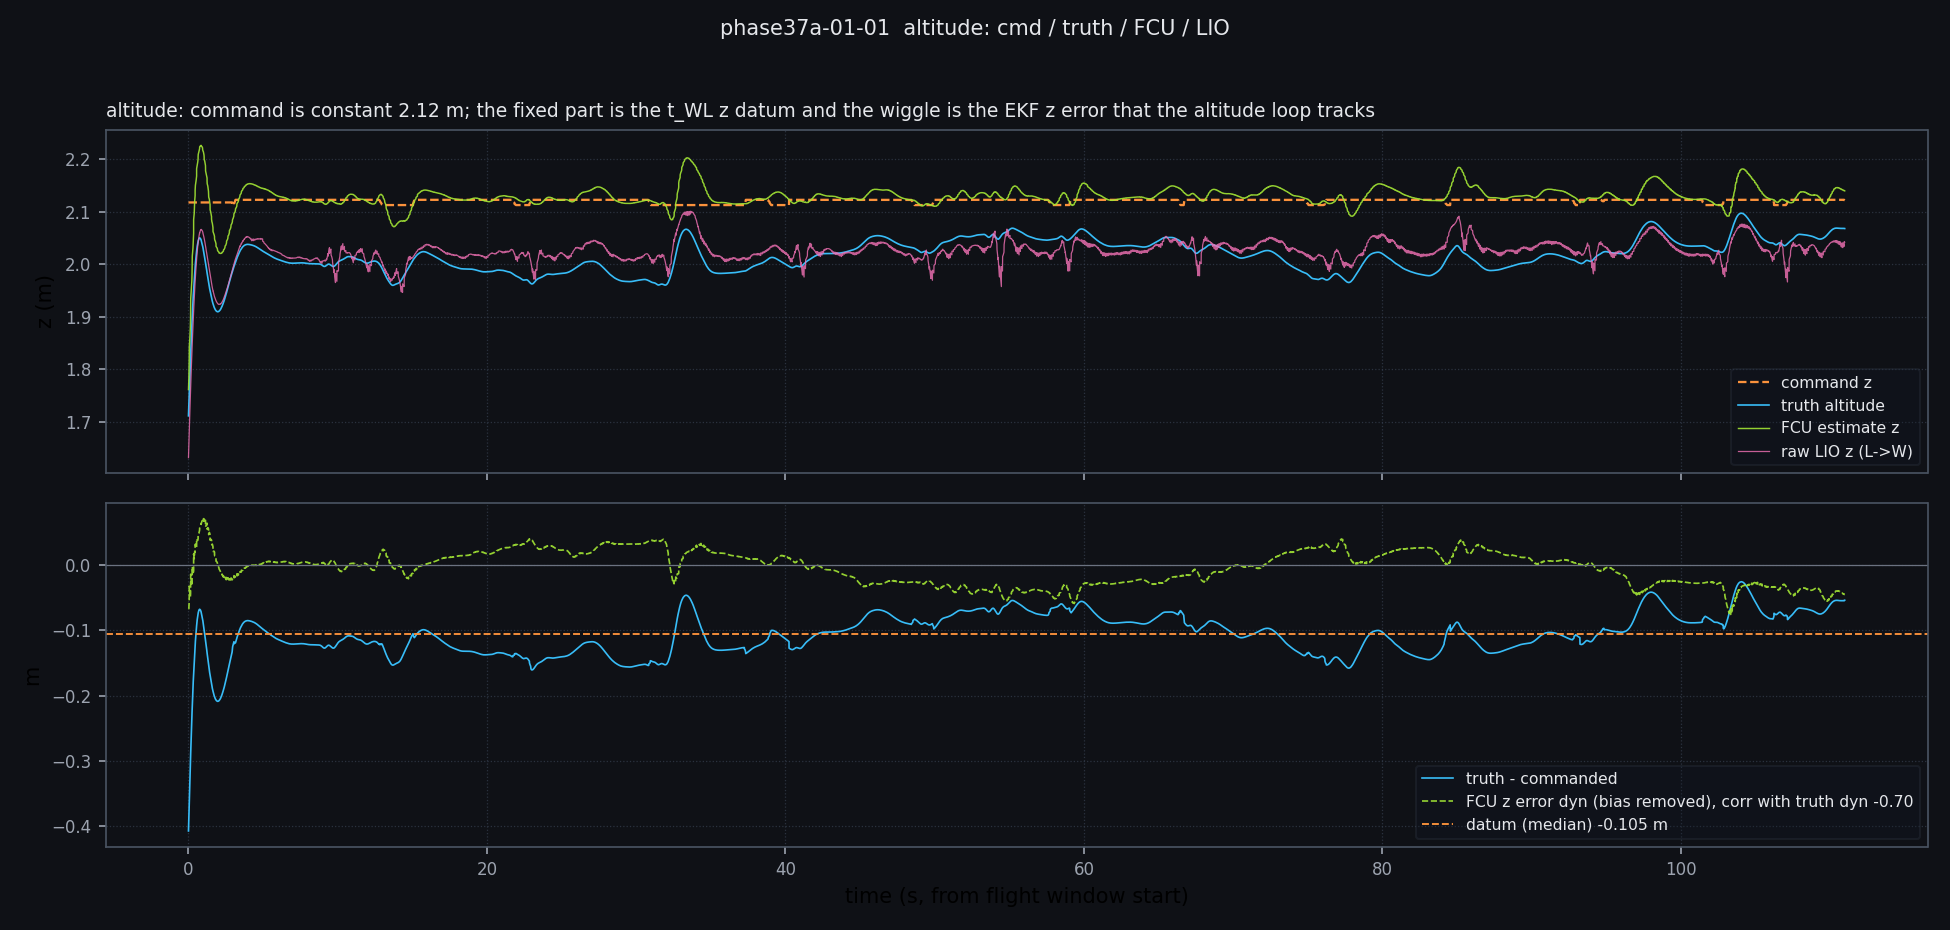 phase37a-01-01  altitude: cmd / truth / FCU / LIO
altitude: command is constant 2.12 m; the fixed part is the t_WL z datum and the wiggle is the EKF z error that the altitude loop tracks
z (m)
2.2
2.1
2.0
1.9
1.8
1.7
command z
truth altitude
FCU estimate z
raw LIO z (L->W)
m
0.0
−0.1
−0.2
−0.3
−0.4
truth - commanded
FCU z error dyn (bias removed), corr with truth dyn -0.70
datum (median) -0.105 m
0 20 40 60 80 100
time (s, from flight window start)